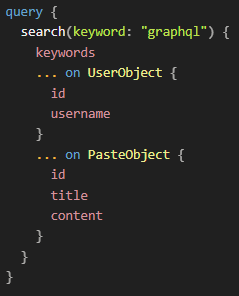 query {
  search(keyword: "graphql") {
    keywords
    ... on UserObject {
      id
      username
    }
    ... on PasteObject {
      id
      title
      content
    }
  }
}